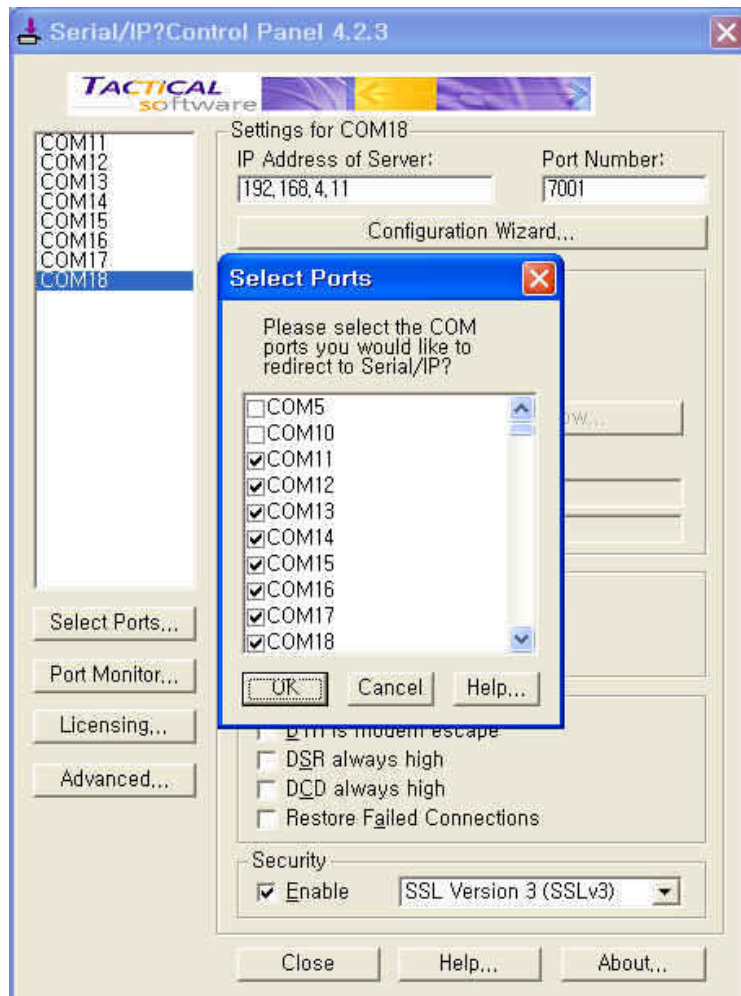 Serial/IP?Control Panel 4.2.3
TACTICAL
software
COM11
COM12
COM13
COM14
COM15
COM16
COM17
COM18
Settings for COM18
IP Address of Server:
Port Number:
192,168,4,11
7001
Configuration Wizard...
Select Ports
Please select the COM
ports you would like to
redirect to Serial/IP?
COM5
COM10
COM11
COM12
COM13
COM14
COM15
COM16
COM17
COM18
OK
Cancel
Help...
Select Ports...
Port Monitor...
Licensing...
Advanced...
DTR is modem escape
DSR always high
DCD always high
Restore Failed Connections
Security
Enable
SSL Version 3 (SSLv3)
Close
Help...
About...